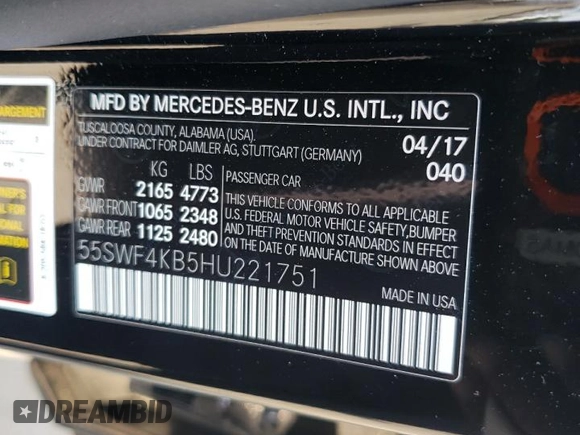 MFD BY MERCEDES-BENZ U.S. INTL., INC
TUSCALOOSA COUNTY, ALABAMA (USA).
UNDER CONTRACT FOR DAIMLER AG, STUTTGART (GERMANY)
04/17
040
KG LBS
GVWR 2165 4773
GAWR FRONT 1065 2348
GAWR REAR 1125 2480
PASSENGER CAR
THIS VEHICLE CONFORMS TO ALL APPLICABLE
U.S. FEDERAL MOTOR VEHICLE SAFETY, BUMPER
AND THEFT PREVENTION STANDARDS IN EFFECT
ON THE DATE OF MANUFACTURE SHOWN ABOVE.
55SWF4KB5HU221751
MADE IN USA
DREAMBID